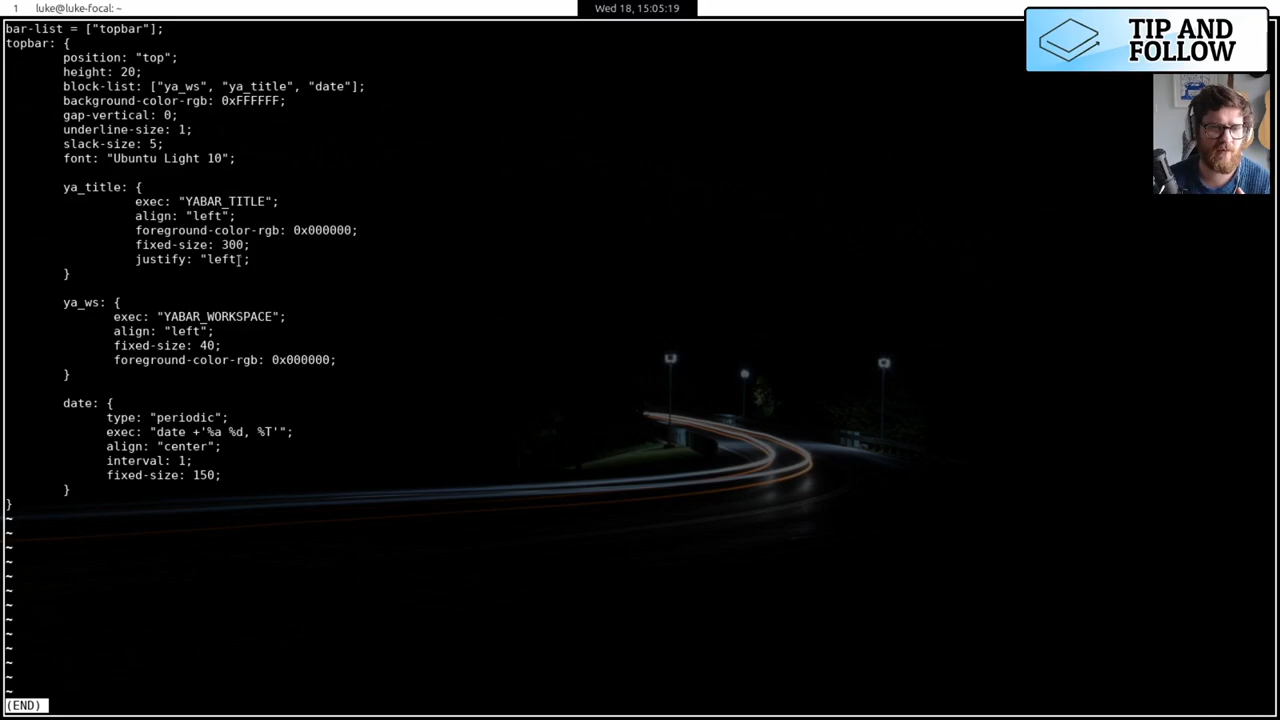 1 luke@luke-focal: ~
Wed 18, 15:05:19
TIP AND
FOLLOW
bar-list = ["topbar"];
topbar: {
position: "top";
height: 20;
block-list: ["ya_ws", "ya_title", "date"];
background-color-rgb: 0xFFFFFF;
gap-vertical: 0;
underline-size: 1;
slack-size: 5;
font: "Ubuntu Light 10";
ya_title: {
exec: "YABAR_TITLE";
align: "left";
foreground-color-rgb: 0x000000;
fixed-size: 300;
justify: "left";
}
ya_ws: {
exec: "YABAR_WORKSPACE";
align: "left";
fixed-size: 40;
foreground-color-rgb: 0x000000;
}
date: {
type: "periodic";
exec: "date +'%a %d, %T'";
align: "center";
interval: 1;
fixed-size: 150;
}
}
~
~
~
~
~
~
~
~
~
~
~
~
~
(END)